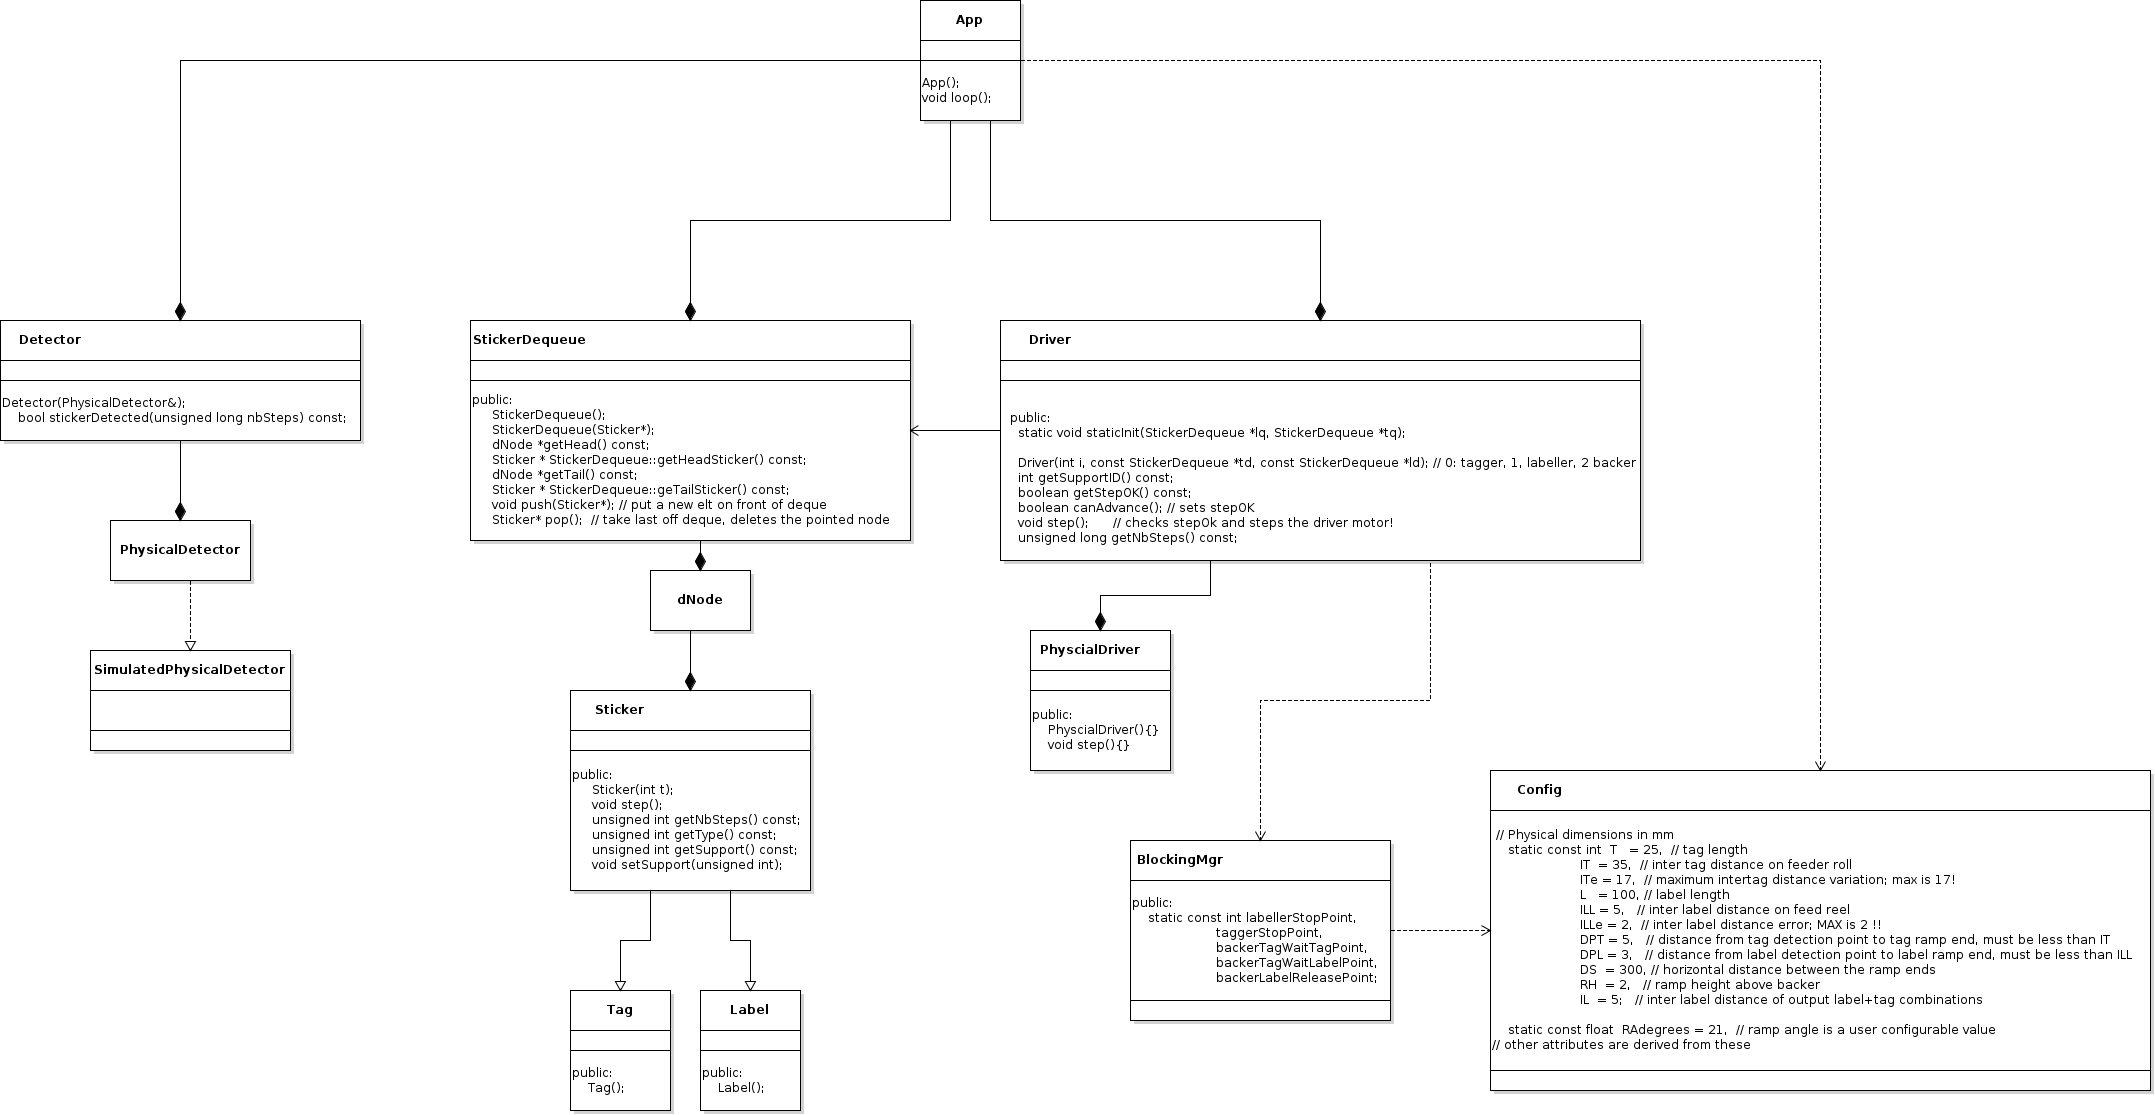 App
App();
void loop();
Detector
Detector(PhysicalDetector&);
bool stickerDetected(unsigned long nbSteps) const;
StickerDequeue
public:
StickerDequeue();
StickerDequeue(Sticker*);
dNode *getHead() const;
Sticker * StickerDequeue::getHeadSticker() const;
dNode *getTail() const;
Sticker * StickerDequeue::geTailSticker() const;
void push(Sticker*); // put a new elt on front of deque
Sticker* pop();  // take last off deque, deletes the pointed node
Driver
public:
static void staticInit(StickerDequeue *lq, StickerDequeue *tq);
Driver(int i, const StickerDequeue *td, const StickerDequeue *ld); // 0: tagger, 1, labeller, 2 backer
int getSupportID() const;
boolean getStepOK() const;
boolean canAdvance(); // sets stepOK
void step();      // checks stepOk and steps the driver motor!
unsigned long getNbSteps() const;
PhysicalDetector
SimulatedPhysicalDetector
dNode
Sticker
public:
Sticker(int t);
void step();
unsigned int getNbSteps() const;
unsigned int getType() const;
unsigned int getSupport() const;
void setSupport(unsigned int);
Tag
public:
Tag();
Label
public:
Label();
PhyscialDriver
public:
PhyscialDriver(){}
void step(){}
BlockingMgr
public:
static const int labellerStopPoint,
taggerStopPoint,
backerTagWaitTagPoint,
backerTagWaitLabelPoint,
backerLabelReleasePoint;
Config
// Physical dimensions in mm
static const int  T   = 25,  // tag length
IT  = 35,  // inter tag distance on feeder roll
ITe = 17,  // maximum intertag distance variation; max is 17!
L   = 100, // label length
ILL = 5,   // inter label distance on feed reel
ILLe = 2,  // inter label distance error; MAX is 2 !!
DPT = 5,   // distance from tag detection point to tag ramp end, must be less than IT
DPL = 3,   // distance from label detection point to label ramp end, must be less than ILL
DS  = 300, // horizontal distance between the ramp ends
RH  = 2,   // ramp height above backer
IL  = 5;   // inter label distance of output label+tag combinations
static const float  RAdegrees = 21,  // ramp angle is a user configurable value
// other attributes are derived from these